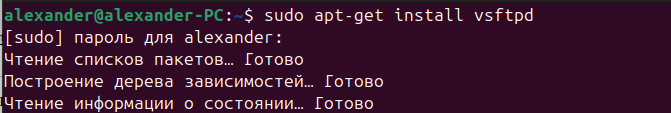 alexander@alexander-PC:~$ sudo apt-get install vsftpd
[sudo] пароль для alexander:
Чтение списков пакетов… Готово
Построение дерева зависимостей… Готово
Чтение информации о состоянии… Готово